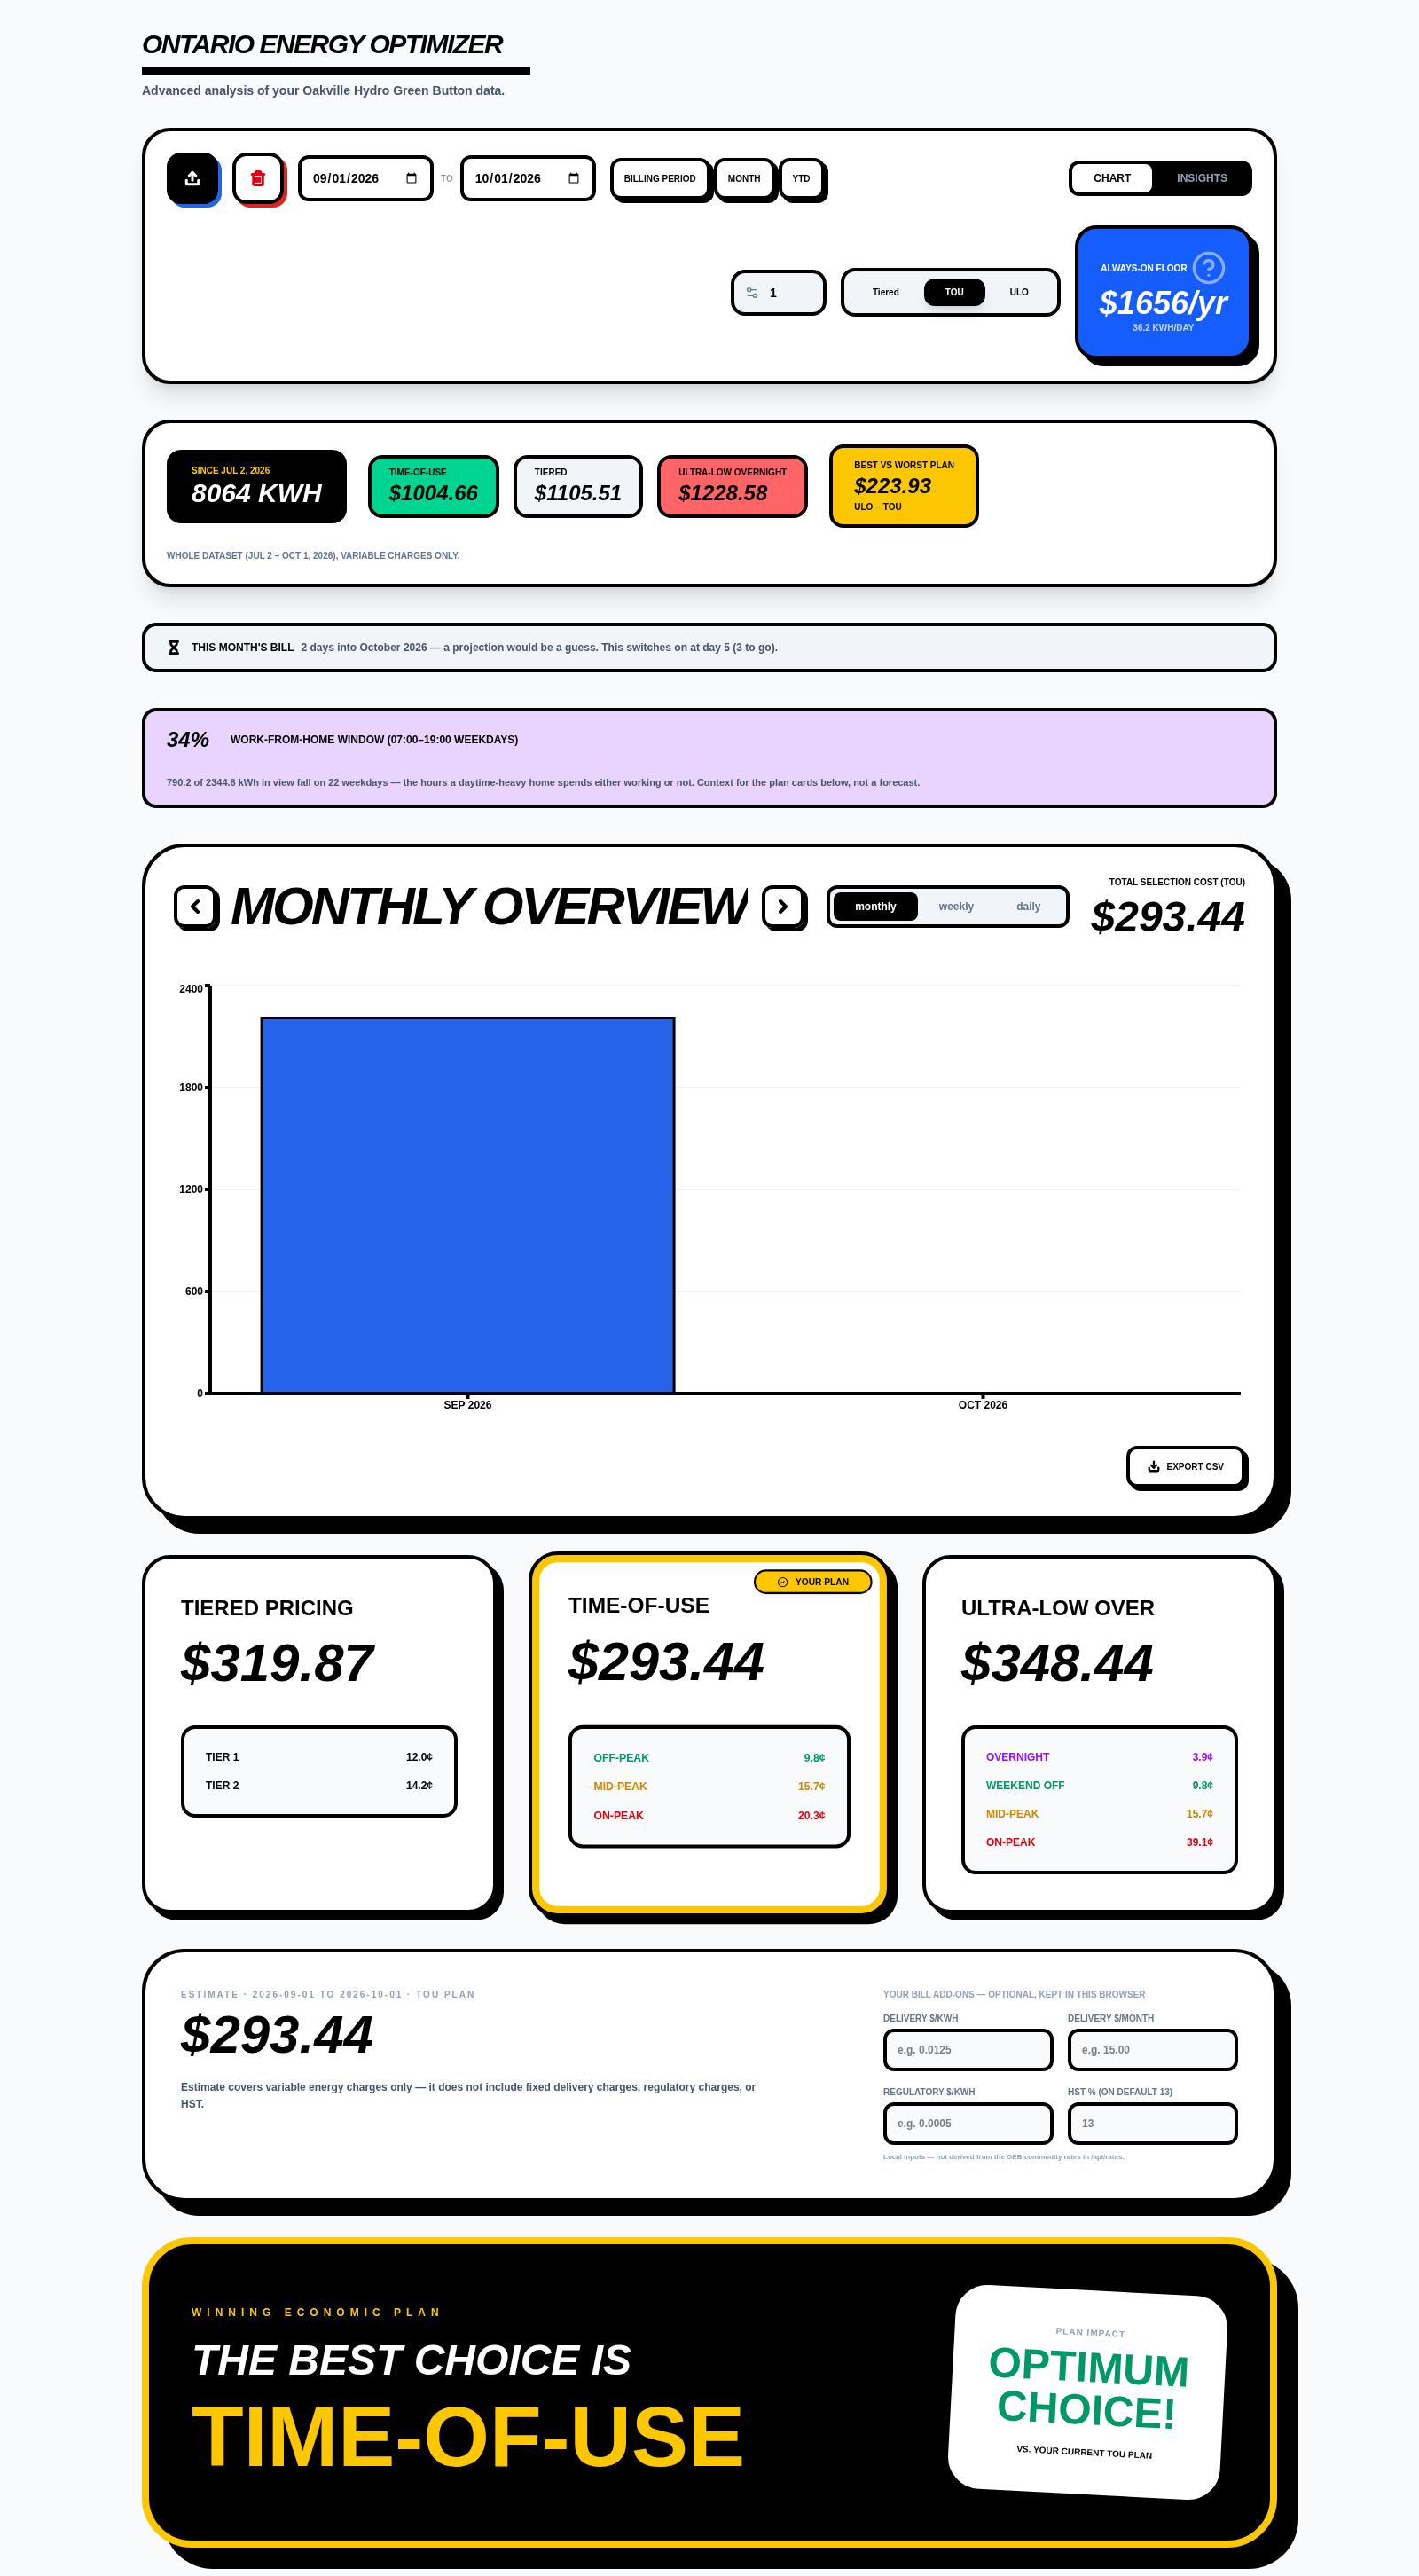 ONTARIO ENERGY OPTIMIZER
Advanced analysis of your Oakville Hydro Green Button data.
09/01/2026
TO
10/01/2026
BILLING PERIOD
MONTH
YTD
CHART
INSIGHTS
1
Tiered
TOU
ULO
ALWAYS-ON FLOOR ?
$1656/yr
36.2 KWH/DAY
SINCE JUL 2, 2026
8064 KWH
TIME-OF-USE
$1004.66
TIERED
$1105.51
ULTRA-LOW OVERNIGHT
$1228.58
BEST VS WORST PLAN
$223.93
ULO – TOU
WHOLE DATASET (JUL 2 – OCT 1, 2026), VARIABLE CHARGES ONLY.
THIS MONTH'S BILL 2 days into October 2026 — a projection would be a guess. This switches on at day 5 (3 to go).
34% WORK-FROM-HOME WINDOW (07:00–19:00 WEEKDAYS)
790.2 of 2344.6 kWh in view fall on 22 weekdays — the hours a daytime-heavy home spends either working or not. Context for the plan cards below, not a forecast.
MONTHLY OVERVIEW
monthly
weekly
daily
TOTAL SELECTION COST (TOU)
$293.44
2400
1800
1200
600
0
SEP 2026
OCT 2026
EXPORT CSV
TIERED PRICING
$319.87
TIER 1 12.0¢
TIER 2 14.2¢
YOUR PLAN
TIME-OF-USE
$293.44
OFF-PEAK 9.8¢
MID-PEAK 15.7¢
ON-PEAK 20.3¢
ULTRA-LOW OVER
$348.44
OVERNIGHT 3.9¢
WEEKEND OFF 9.8¢
MID-PEAK 15.7¢
ON-PEAK 39.1¢
ESTIMATE · 2026-09-01 TO 2026-10-01 · TOU PLAN
$293.44
Estimate covers variable energy charges only — it does not include fixed delivery charges, regulatory charges, or
HST.
YOUR BILL ADD-ONS — OPTIONAL, KEPT IN THIS BROWSER
DELIVERY $/KWH
e.g. 0.0125
DELIVERY $/MONTH
e.g. 15.00
REGULATORY $/KWH
e.g. 0.0005
HST % (ON DEFAULT 13)
13
Local inputs — not derived from the OEB commodity rates in /api/rates.
WINNING ECONOMIC PLAN
THE BEST CHOICE IS
TIME-OF-USE
PLAN IMPACT
OPTIMUM
CHOICE!
VS. YOUR CURRENT TOU PLAN